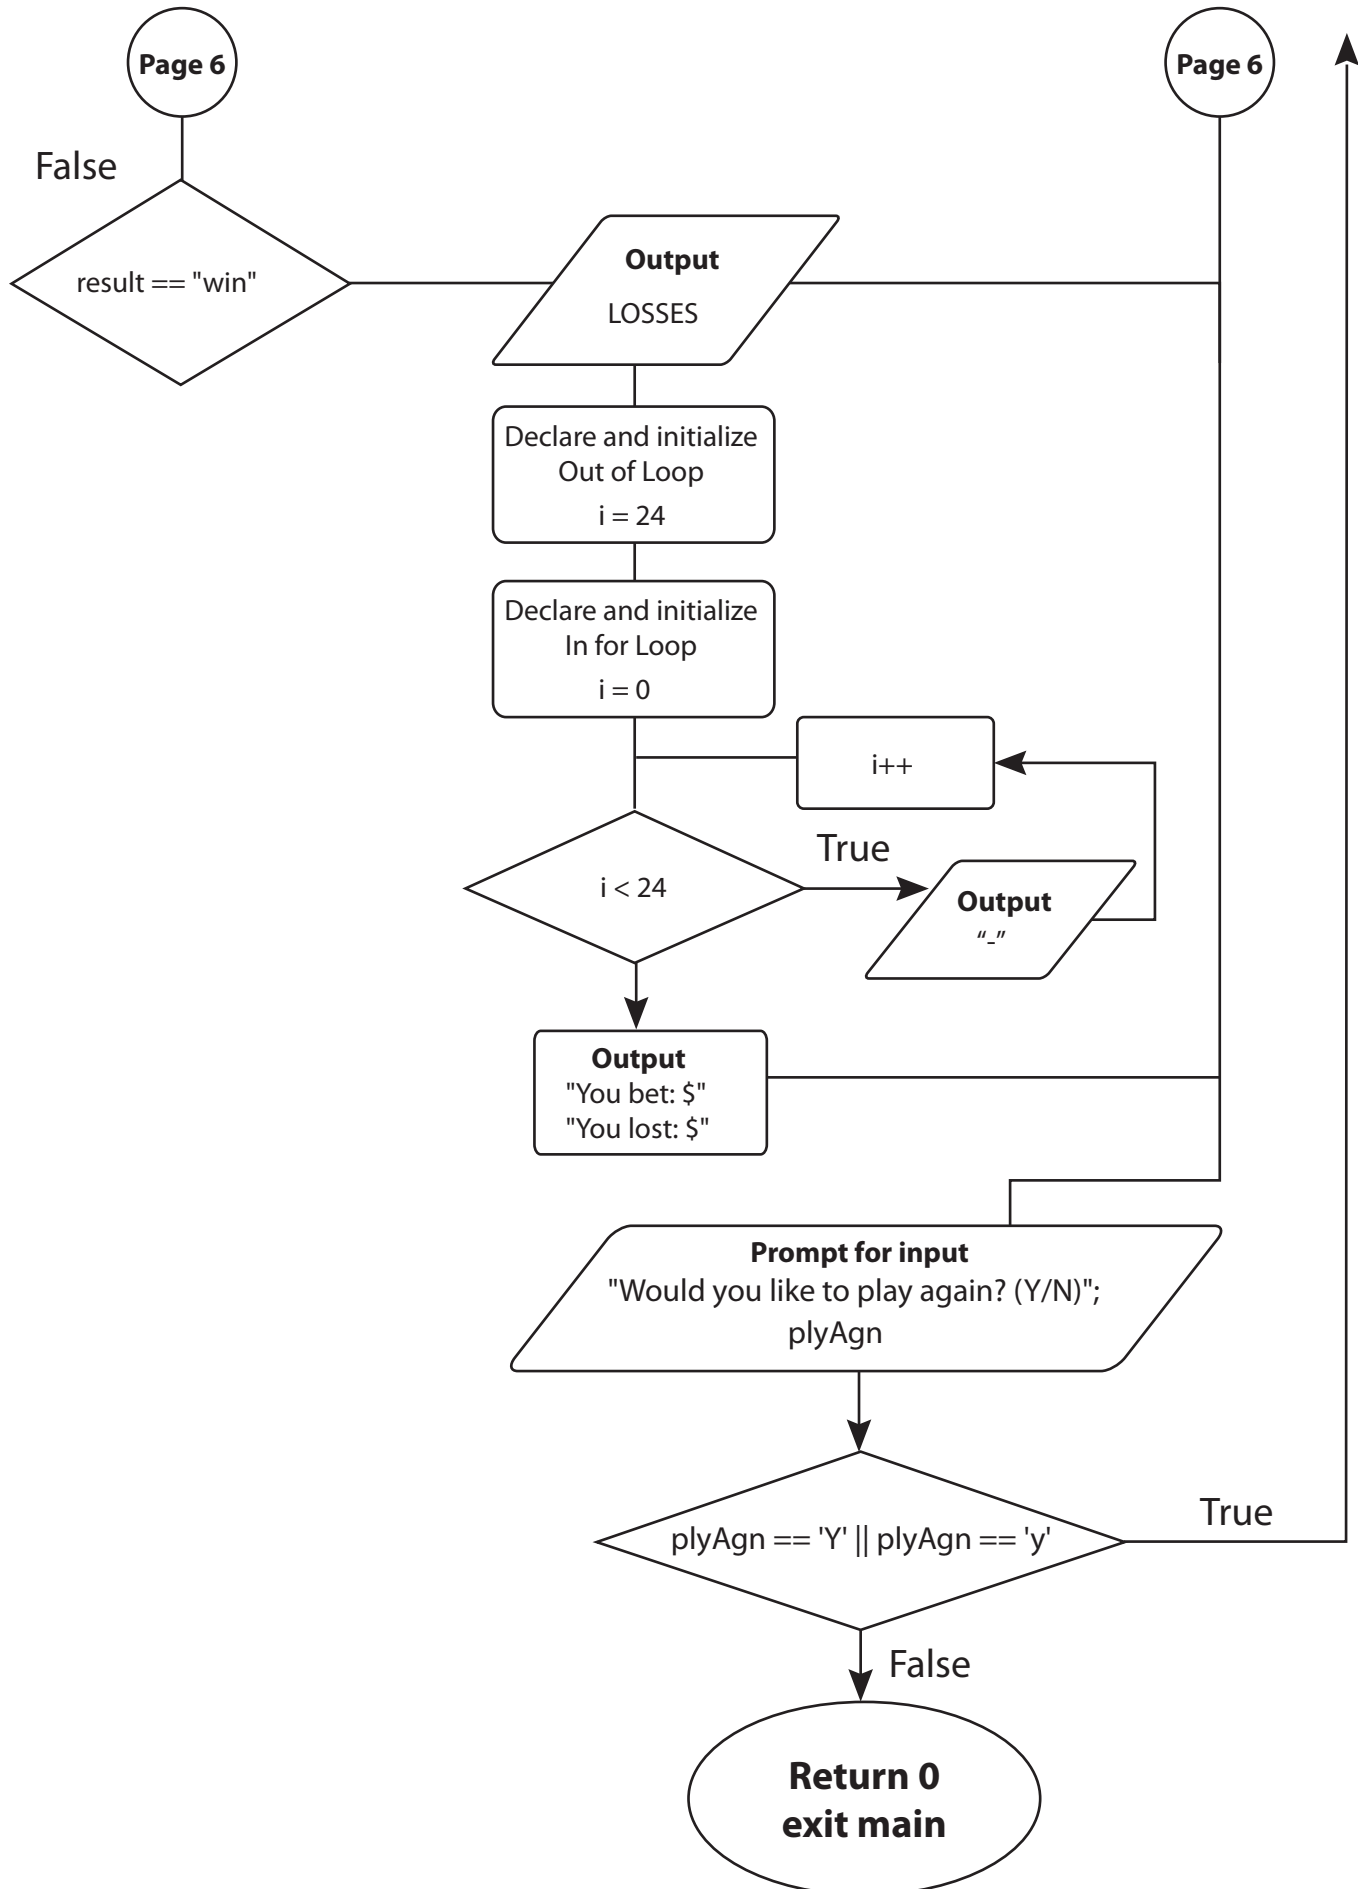 Page 6
Page 6
False
result == "win"
Output
LOSSES
Declare and initialize
Out of Loop
i = 24
Declare and initialize
In for Loop
i = 0
i++
True
i < 24
Output
“-”
Output
"You bet: $"
"You lost: $"
Prompt for input
"Would you like to play again? (Y/N)";
plyAgn
True
plyAgn == 'Y' || plyAgn == 'y'
False
Return 0
exit main